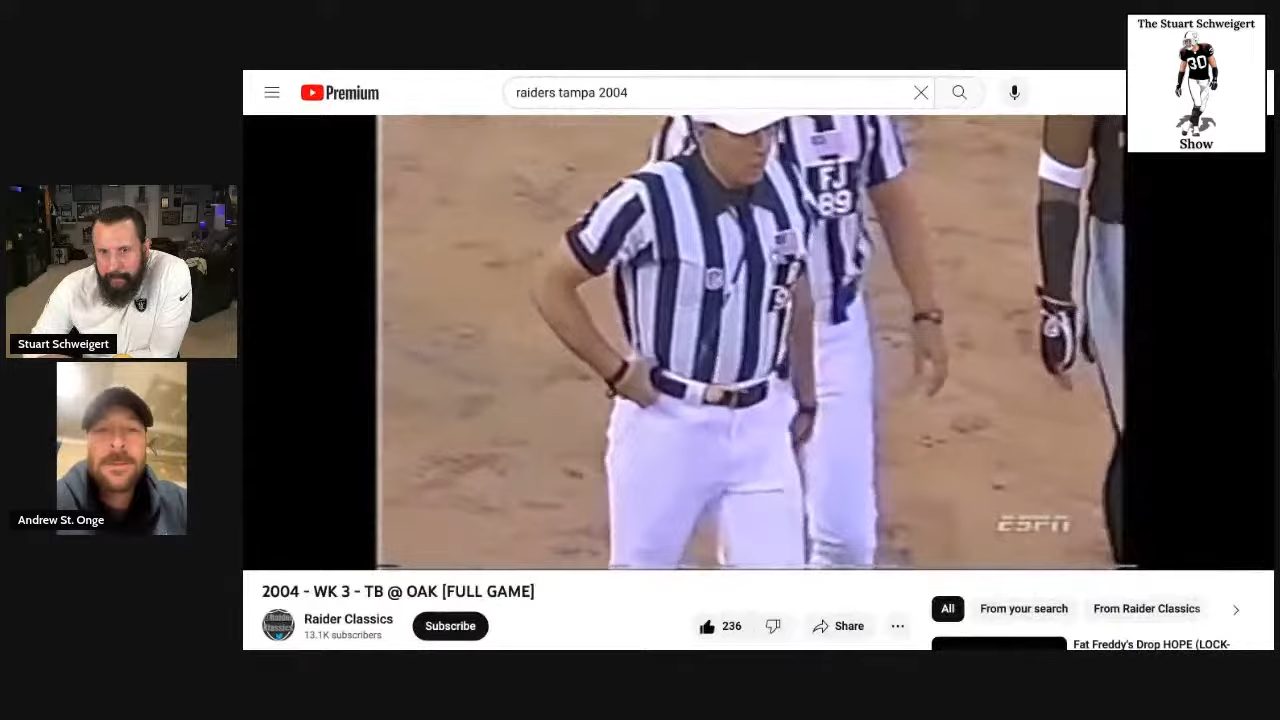 The Stuart Schweigert
30
Show
Premium
raiders tampa 2004
FJ
89
9
ESPN
Stuart Schweigert
Andrew St. Onge
2004 - WK 3 - TB @ OAK [FULL GAME]
Raider Classics
13.1K subscribers
Subscribe
236
Share
All
From your search
From Raider Classics
Fat Freddy's Drop HOPE (LOCK-